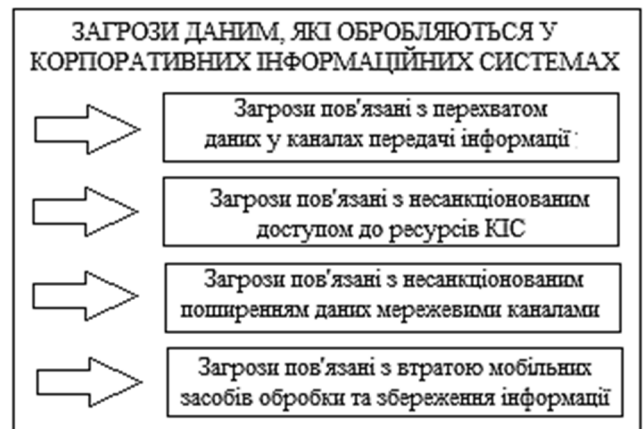 ЗАГРОЗИ ДАНИМ, ЯКІ ОБРОБЛЯЮТЬСЯ У
КОРПОРАТИВНИХ ІНФОРМАЦІЙНИХ СИСТЕМАХ
Загрози пов'язані з перехватом
даних у каналах передачі інформації
Загрози пов'язані з несанкціонованим
доступом до ресурсів КІС
Загрози пов'язані з несанкціонованим
поширенням даних мережевими каналами
Загрози пов'язані з втратою мобільних
засобів обробки та збереження інформації